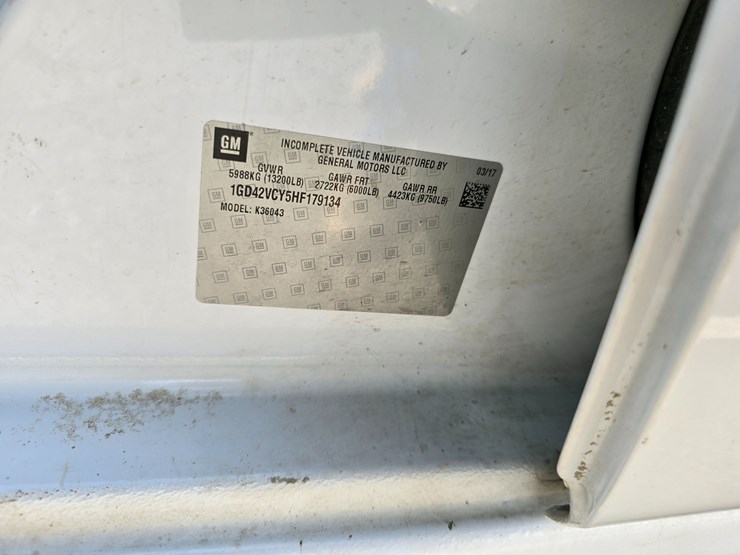 GM
INCOMPLETE VEHICLE MANUFACTURED BY
GENERAL MOTORS LLC
03/17
GVWR GAWR FRT GAWR RR
5988KG (13200LB) 2722KG (6000LB) 4423KG (9750LB)
1GD42VCY5HF179134
MODEL: K36043